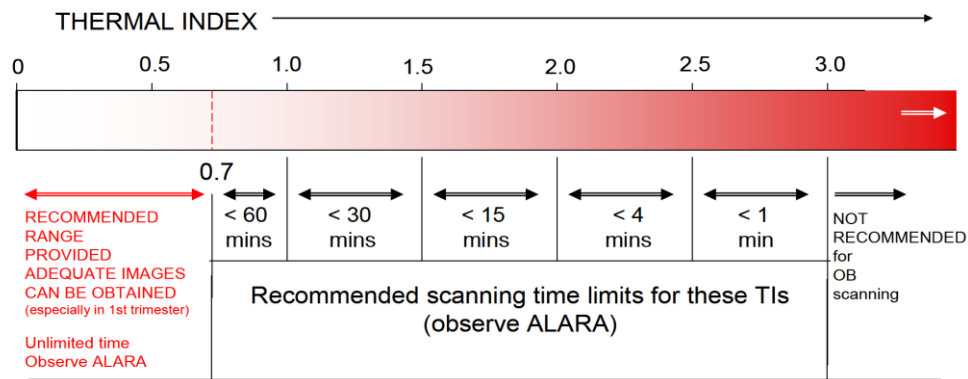 THERMAL INDEX
0 0.5 1.0 1.5 2.0 2.5 3.0
0.7
RECOMMENDED
RANGE
PROVIDED
ADEQUATE IMAGES
CAN BE OBTAINED
(especially in 1st trimester)
Unlimited time
Observe ALARA
< 60
mins
< 30
mins
< 15
mins
< 4
mins
< 1
min
NOT
RECOMMENDED
for
OB
scanning
Recommended scanning time limits for these TIs
(observe ALARA)